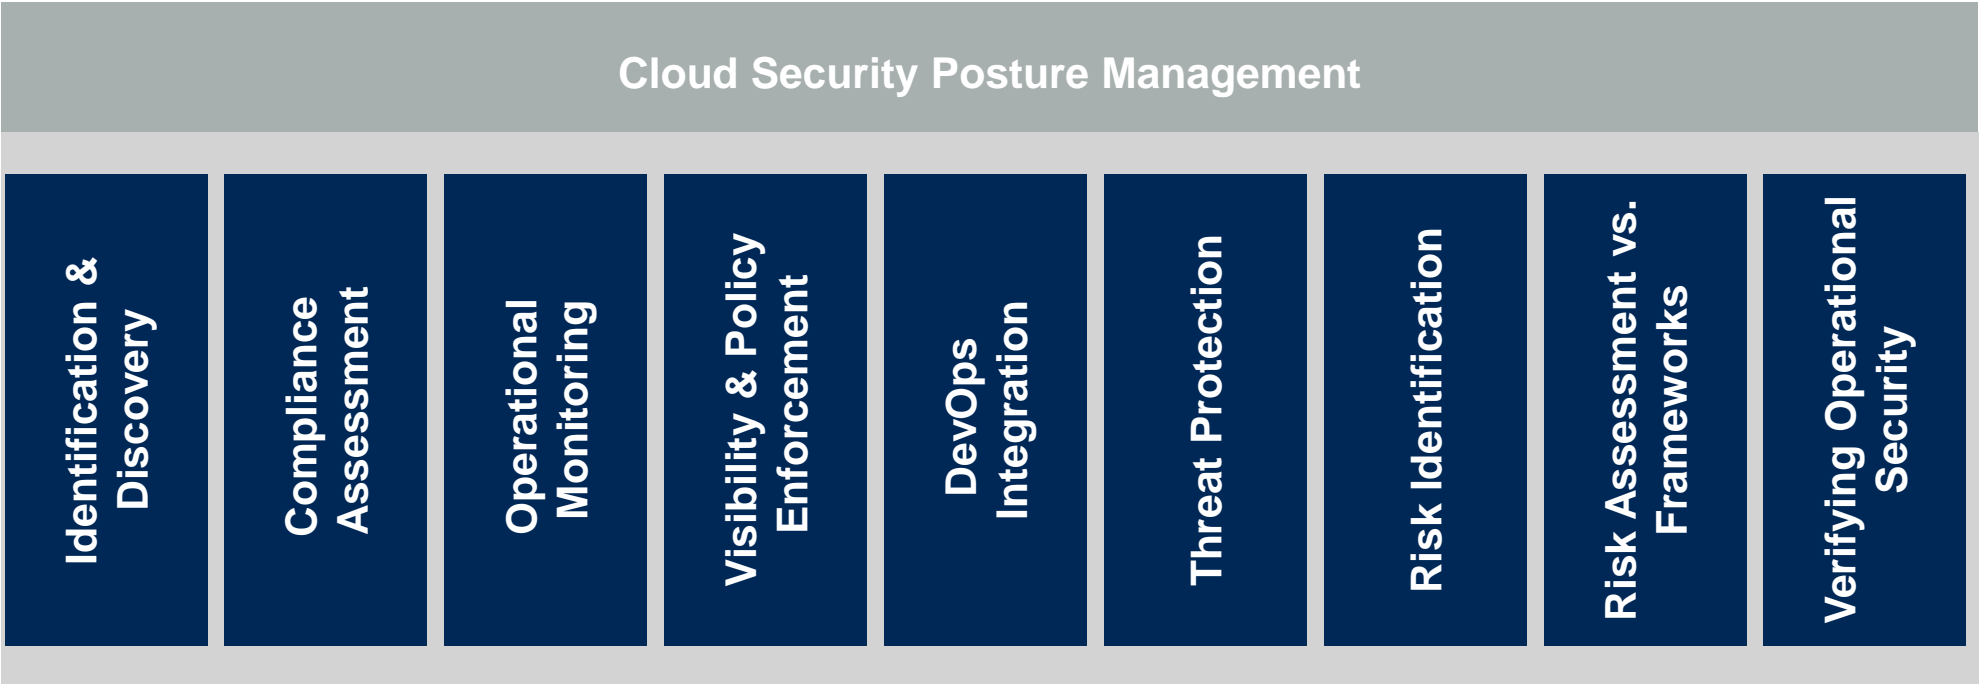 Cloud Security Posture Management
Identification &
Discovery
Compliance
Assessment
Operational
Monitoring
Visibility & Policy
Enforcement
DevOps
Integration
Threat Protection
Risk Identification
Risk Assessment vs.
Frameworks
Verifying Operational
Security